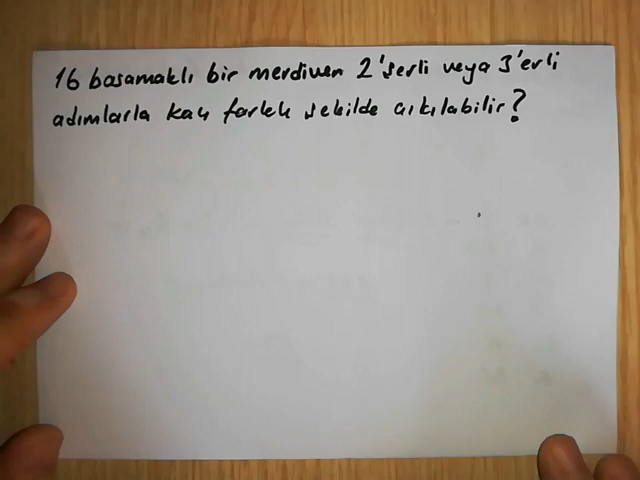 16 basamaklı bir merdiven 2'şerli veya 3'erli
adımlarla kaç farklı şekilde çıkılabilir?